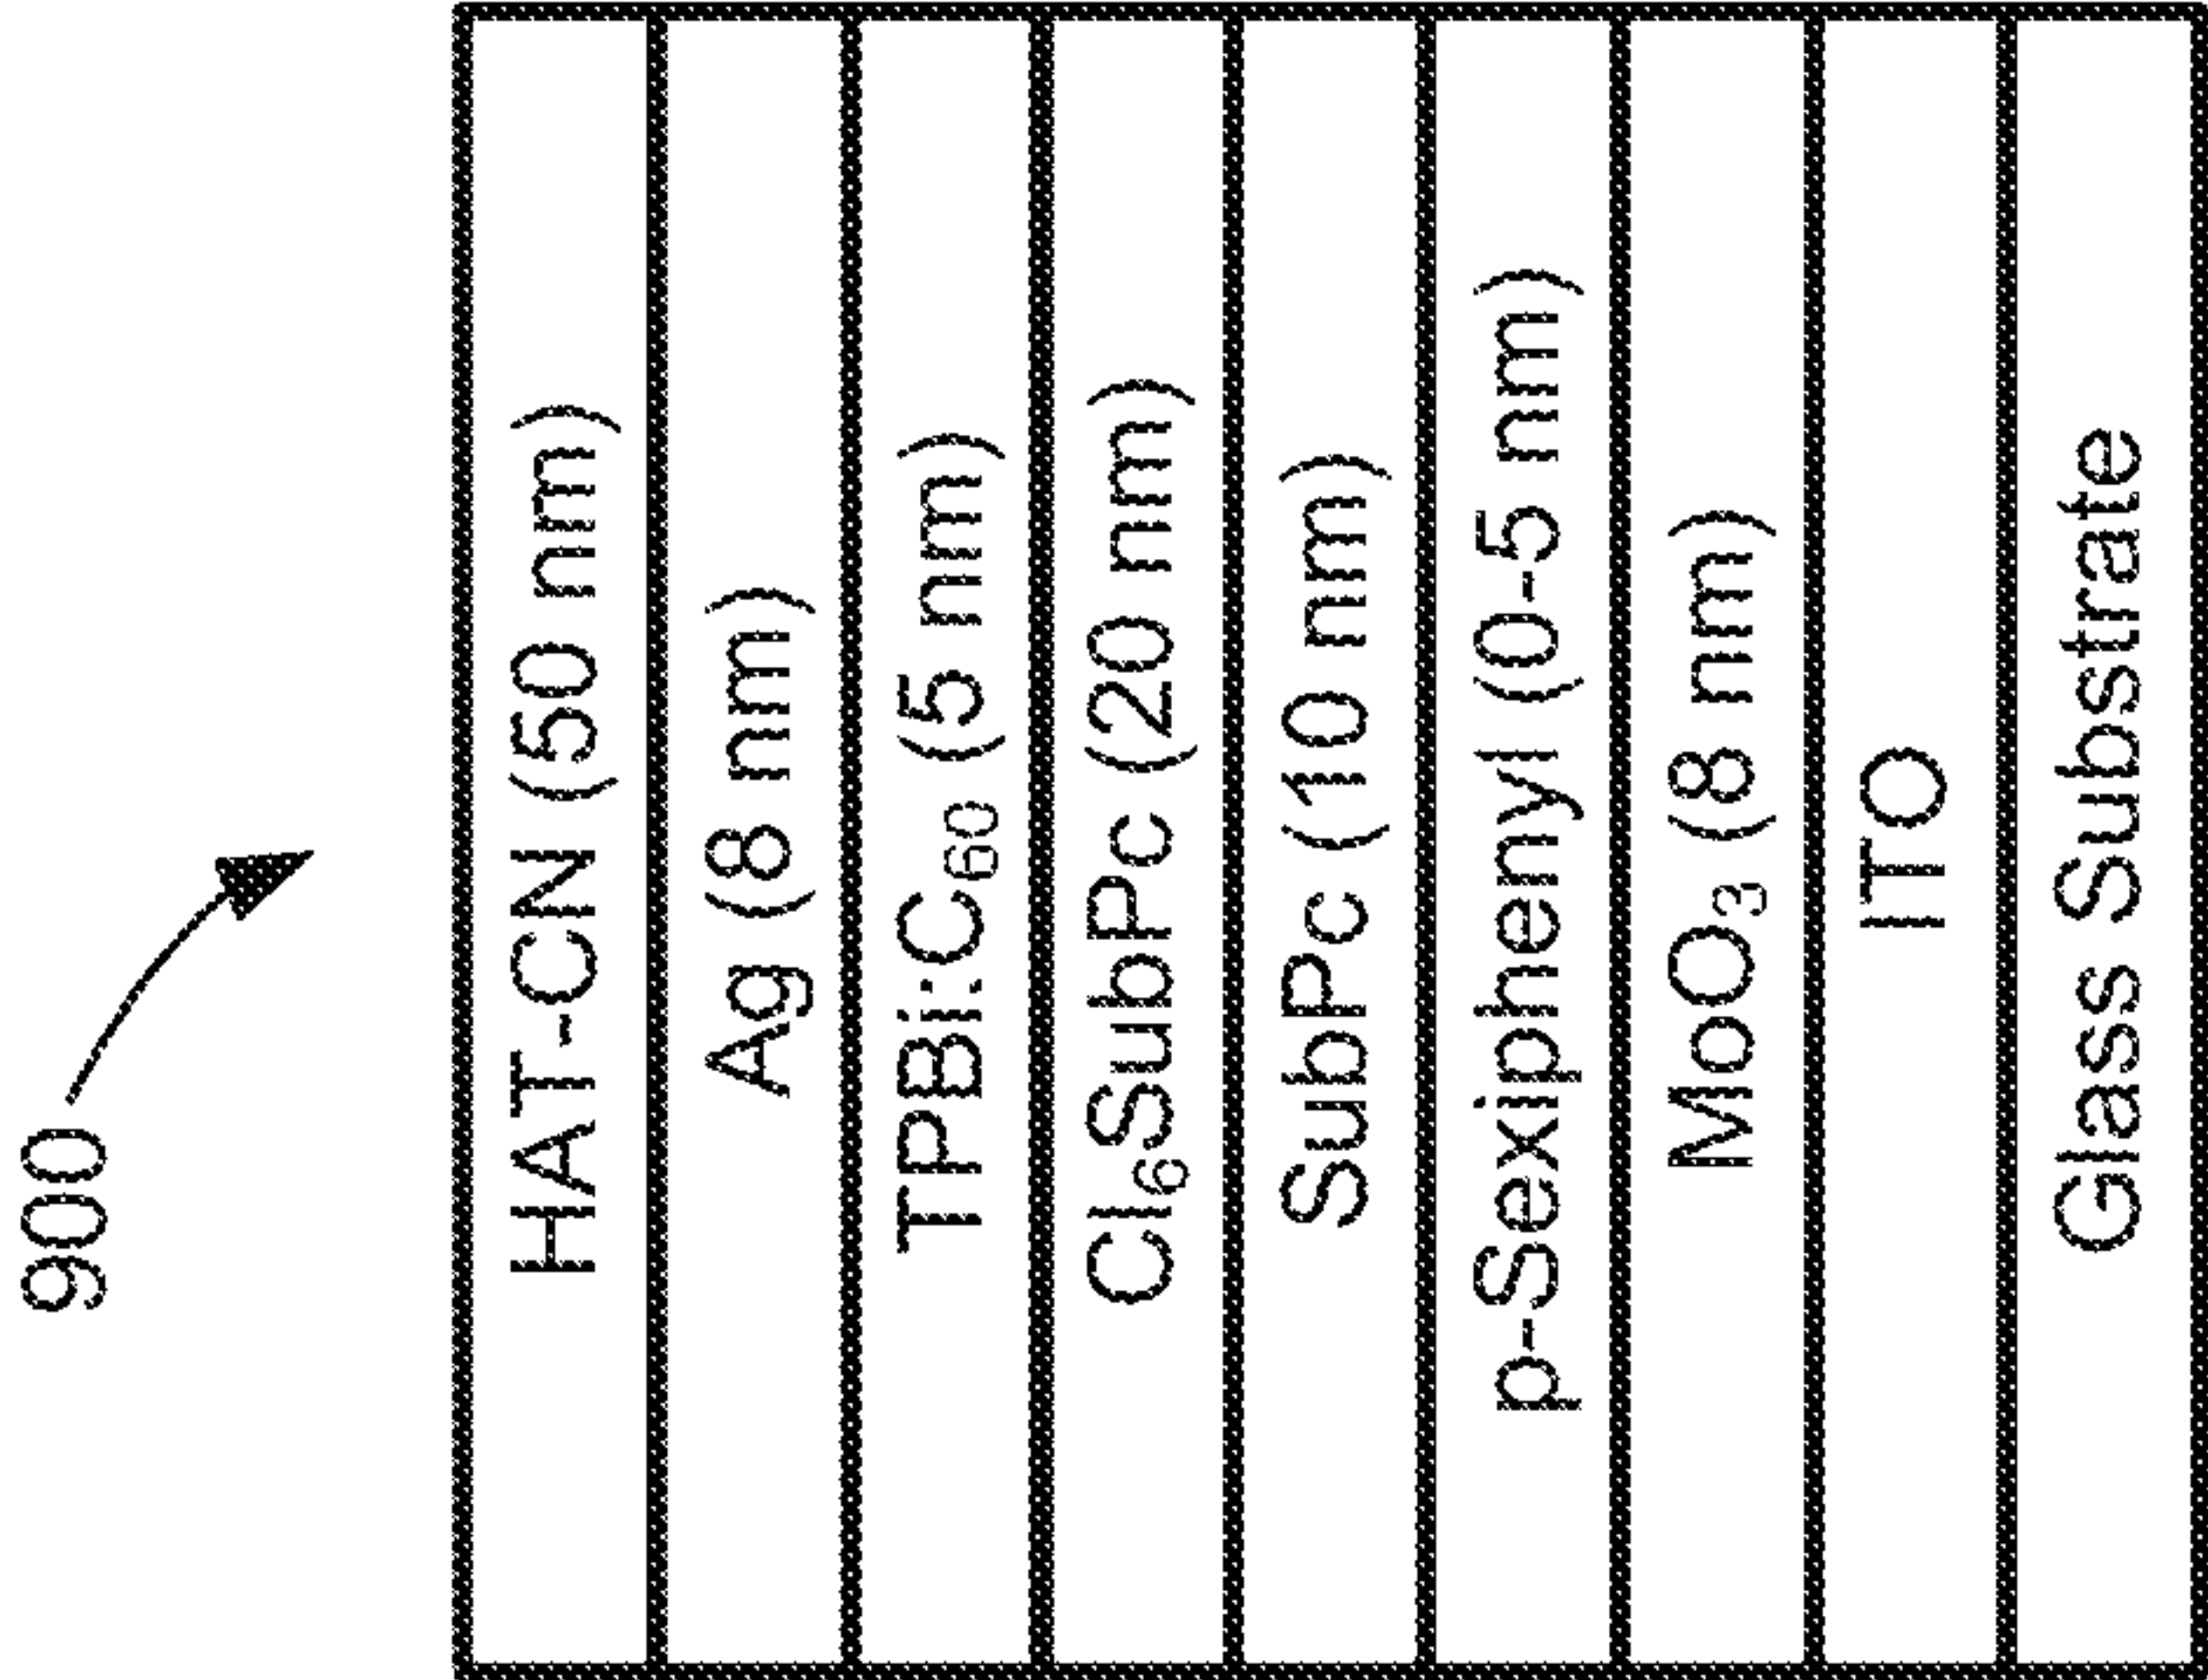 900
HAT-CN (50 nm)
Ag (8 nm)
TPBi:C₆₀ (5 nm)
Cl₆SubPc (20 nm)
SubPc (10 nm)
p-Sexiphenyl (0-5 nm)
MoO₃ (8 nm)
ITO
Glass Substrate